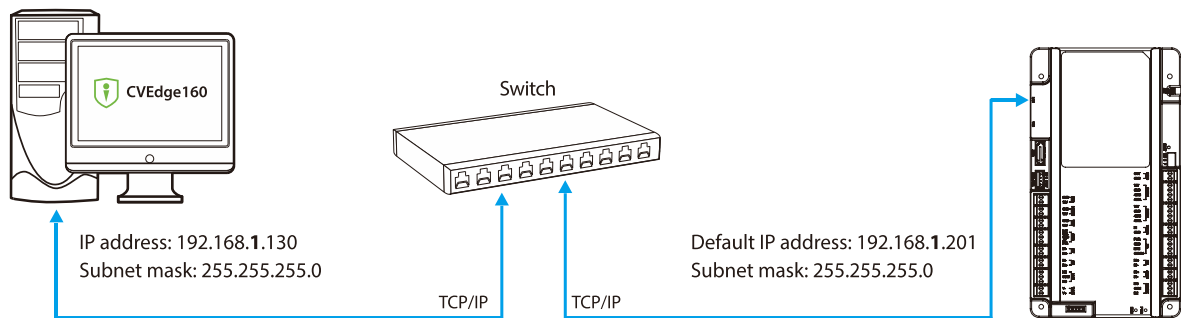 CVEdge160
Switch
IP address: 192.168.1.130
Subnet mask: 255.255.255.0
Default IP address: 192.168.1.201
Subnet mask: 255.255.255.0
TCP/IP
TCP/IP